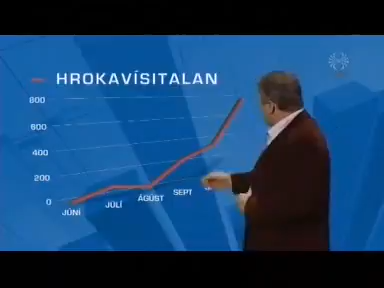 HROKAVÍSITALAN
800
600
400
200
0
JÚNÍ
JÚLÍ
ÁGÚST
SEPT